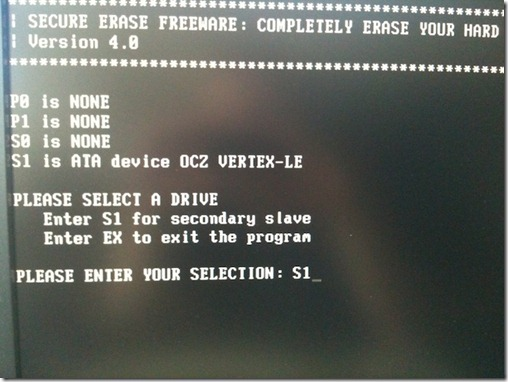 *******************************************************
| SECURE ERASE FREEWARE: COMPLETELY ERASE YOUR HARD
| Version 4.0
*******************************************************
P0 is NONE
P1 is NONE
S0 is NONE
S1 is ATA device OCZ VERTEX-LE
PLEASE SELECT A DRIVE
Enter S1 for secondary slave
Enter EX to exit the program
PLEASE ENTER YOUR SELECTION: S1_